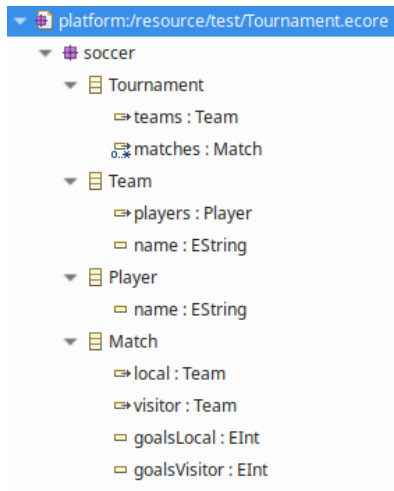 platform:/resource/test/Tournament.ecore
soccer
Tournament
teams : Team
0..* matches : Match
Team
players : Player
name : EString
Player
name : EString
Match
local : Team
visitor : Team
goalsLocal : EInt
goalsVisitor : EInt